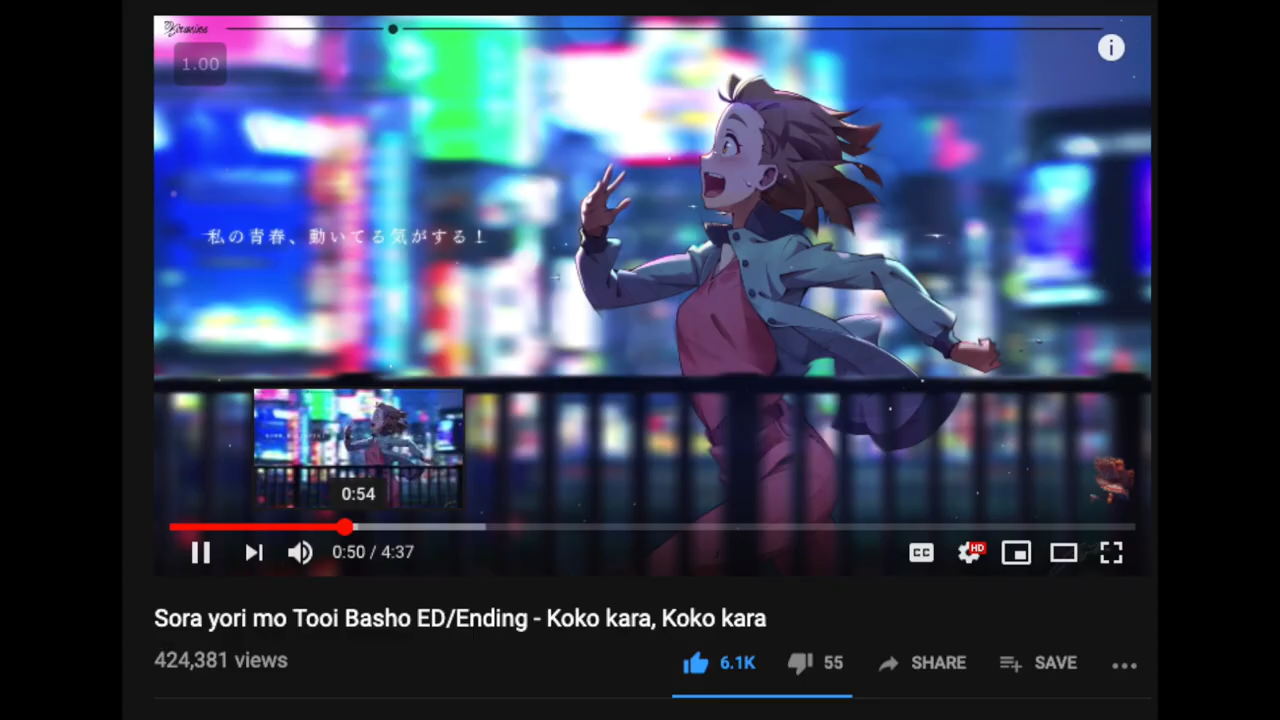 1.00
私の青春、動いてる気がする！
0:54
0:50 / 4:37
CC
HD
Sora yori mo Tooi Basho ED/Ending - Koko kara, Koko kara
424,381 views
6.1K 55 SHARE SAVE